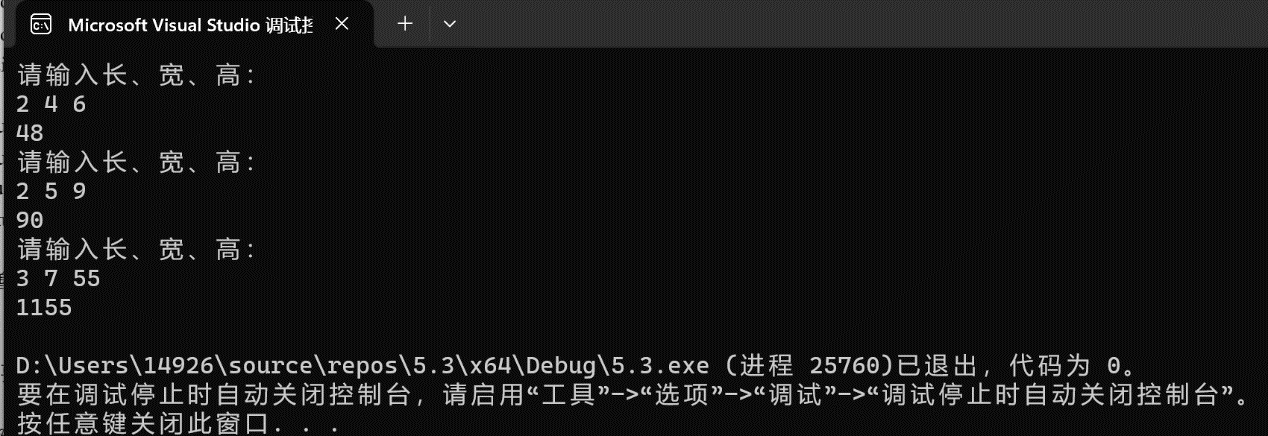 Microsoft Visual Studio 调试控
请输入长、宽、高：
2 4 6
48
请输入长、宽、高：
2 5 9
90
请输入长、宽、高：
3 7 55
1155
D:\Users\14926\source\repos\5.3\x64\Debug\5.3.exe (进程 25760)已退出，代码为 0。
要在调试停止时自动关闭控制台，请启用“工具”->“选项”->“调试”->“调试停止时自动关闭控制台”。
按任意键关闭此窗口. . .